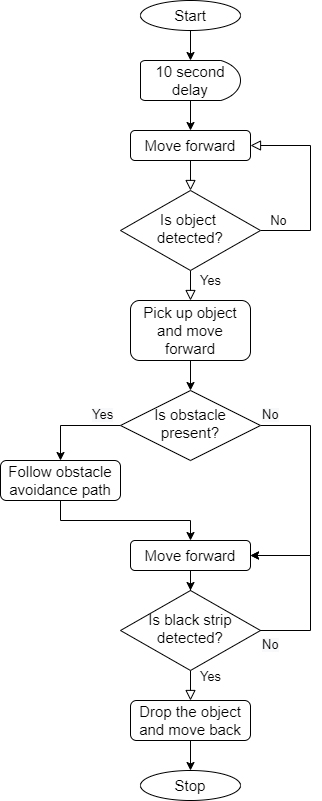 Start
10 second
delay
Move forward
Is object
detected?
No
Yes
Pick up object
and move
forward
Is obstacle
present?
Yes
No
Follow obstacle
avoidance path
Move forward
Is black strip
detected?
No
Yes
Drop the object
and move back
Stop